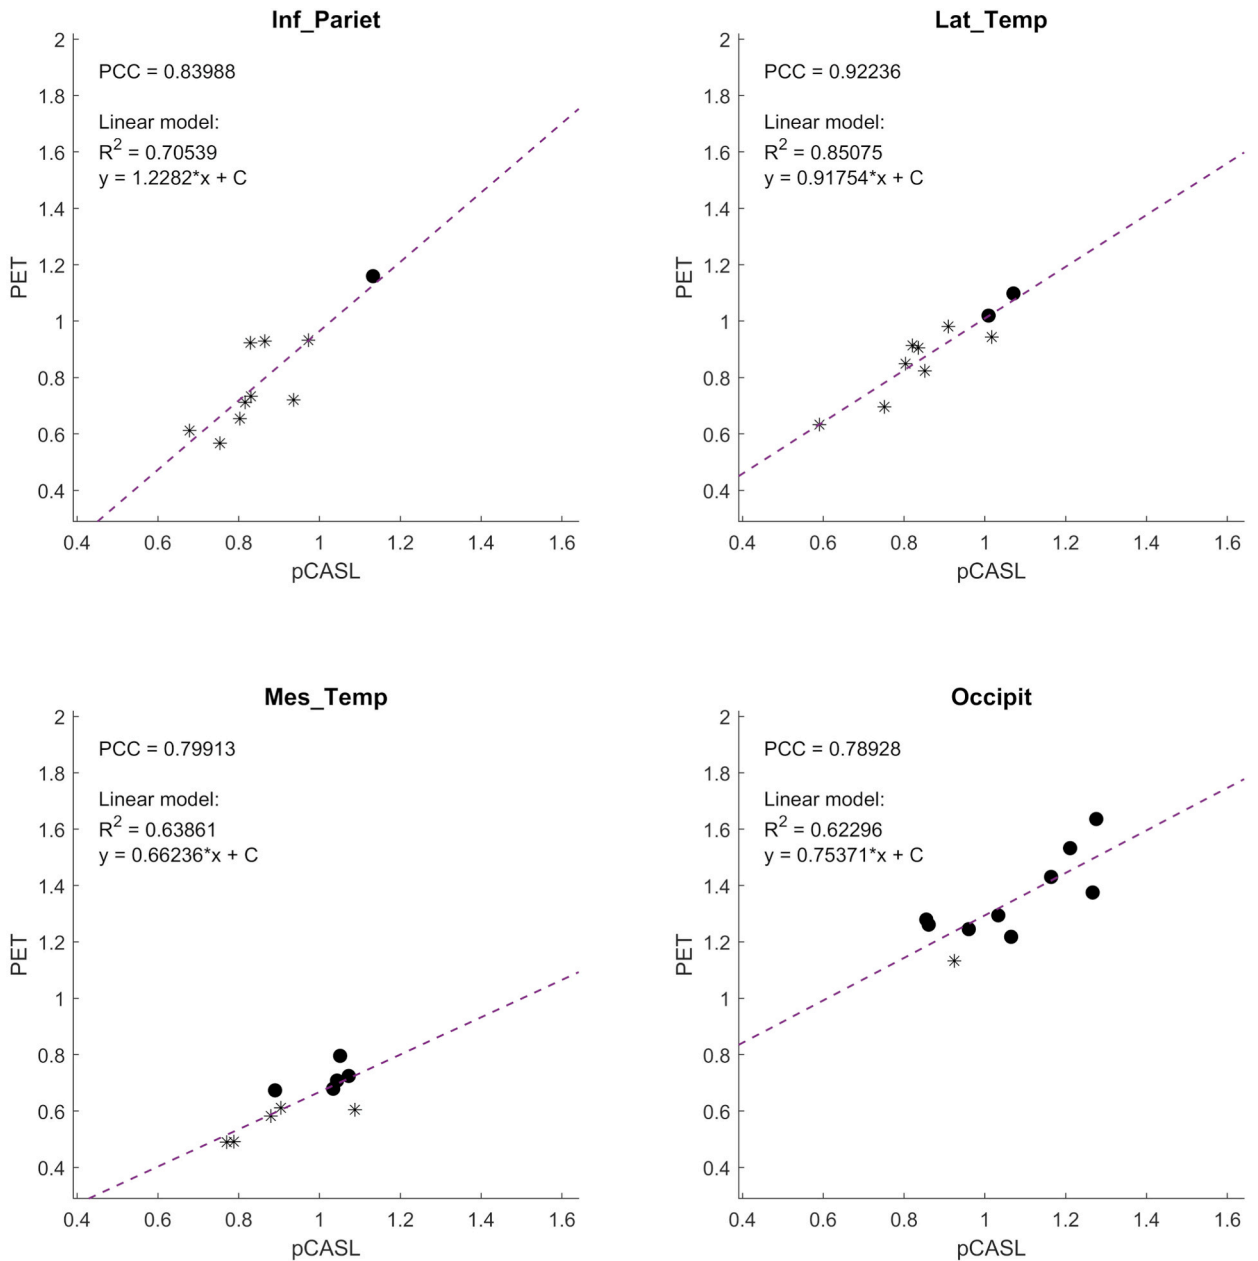 Inf_Pariet
PCC = 0.83988
Linear model:
R² = 0.70539
y = 1.2282*x + C
PET
2
1.8
1.6
1.4
1.2
1
0.8
0.6
0.4
0.4 0.6 0.8 1 1.2 1.4 1.6
pCASL
Lat_Temp
PCC = 0.92236
Linear model:
R² = 0.85075
y = 0.91754*x + C
PET
2
1.8
1.6
1.4
1.2
1
0.8
0.6
0.4
0.4 0.6 0.8 1 1.2 1.4 1.6
pCASL
Mes_Temp
PCC = 0.79913
Linear model:
R² = 0.63861
y = 0.66236*x + C
PET
2
1.8
1.6
1.4
1.2
1
0.8
0.6
0.4
0.4 0.6 0.8 1 1.2 1.4 1.6
pCASL
Occipit
PCC = 0.78928
Linear model:
R² = 0.62296
y = 0.75371*x + C
PET
2
1.8
1.6
1.4
1.2
1
0.8
0.6
0.4
0.4 0.6 0.8 1 1.2 1.4 1.6
pCASL